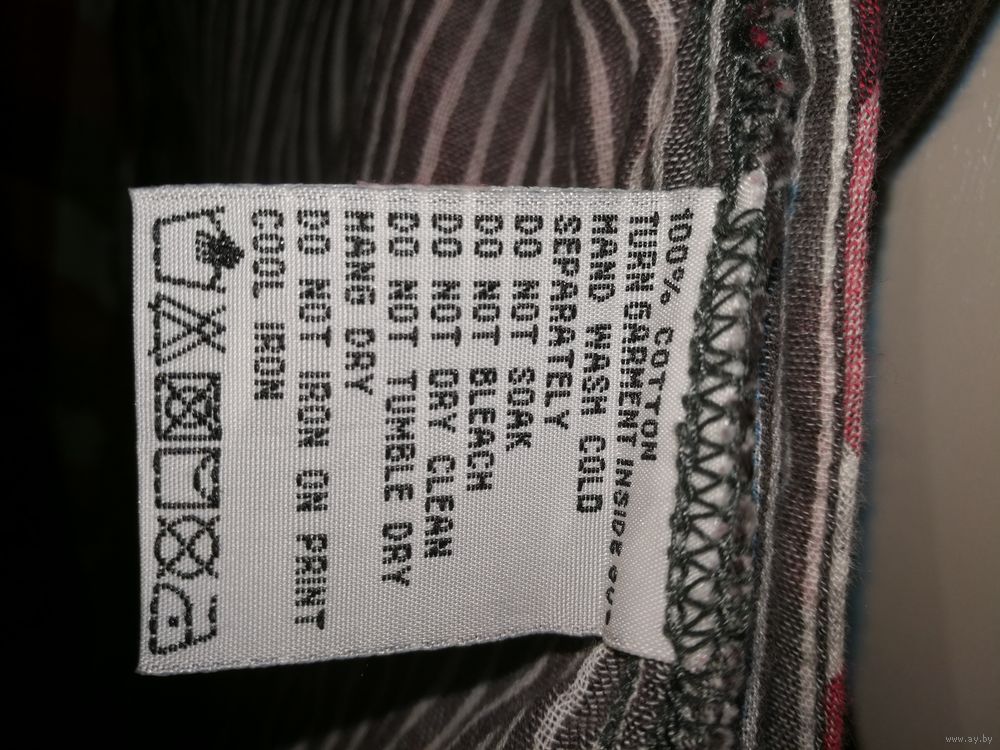 100% COTTON
TURN GARMENT INSIDE
HAND WASH COLD
SEPARATELY
DO NOT SOAK
DO NOT BLEACH
DO NOT DRY CLEAN
DO NOT TUMBLE DRY
HANG DRY
DO NOT IRON ON PRINT
COOL IRON
www.ay.by